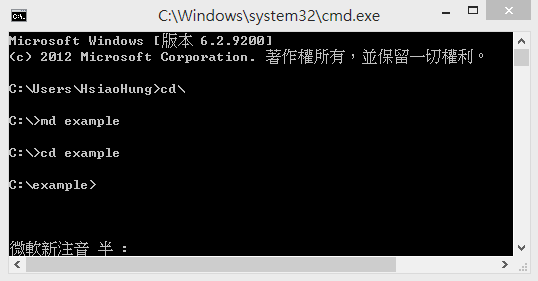 C:\Windows\system32\cmd.exe
Microsoft Windows [版本 6.2.9200]
(c) 2012 Microsoft Corporation. 著作權所有，並保留一切權利。
C:\Users\HsiaoHung>cd\
C:\>md example
C:\>cd example
C:\example>
微軟新注音 半：